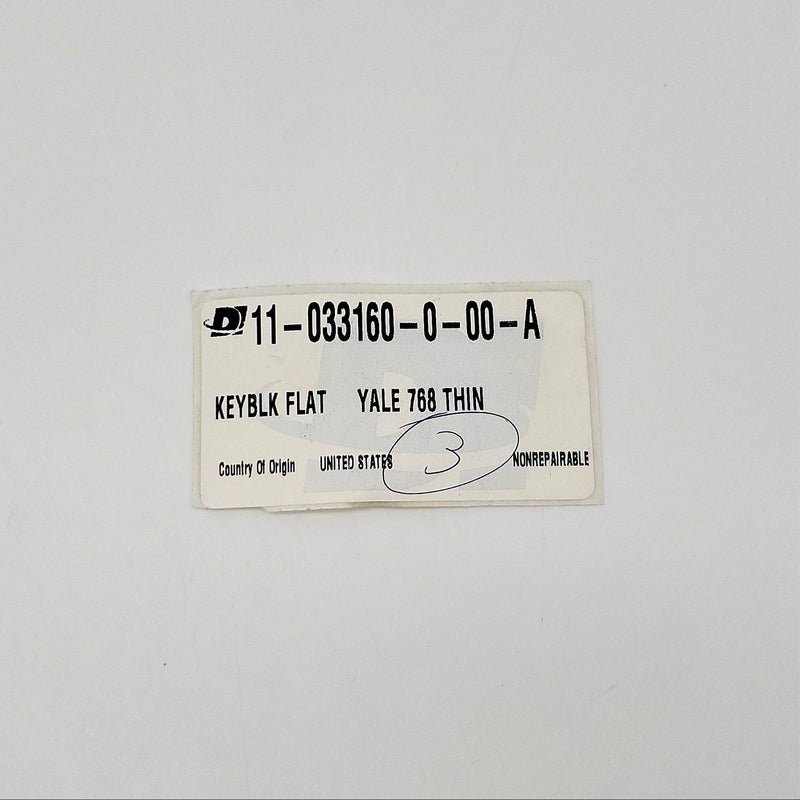 D 11-033160-0-00-A
KEYBLK FLAT YALE 768 THIN
3
Country Of Origin UNITED STATES NONREPAIRABLE